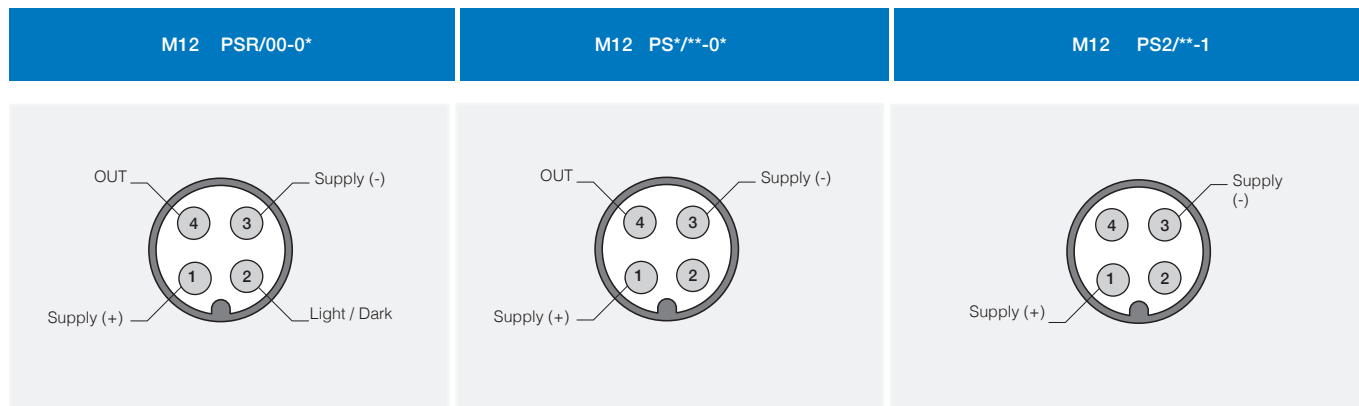 M12 PSR/00-0*
M12 PS*/**-0*
M12 PS2/**-1
OUT
Supply (-)
4
3
1
2
Supply (+)
Light / Dark
OUT
Supply (-)
4
3
1
2
Supply (+)
Supply
(-)
4
3
1
2
Supply (+)